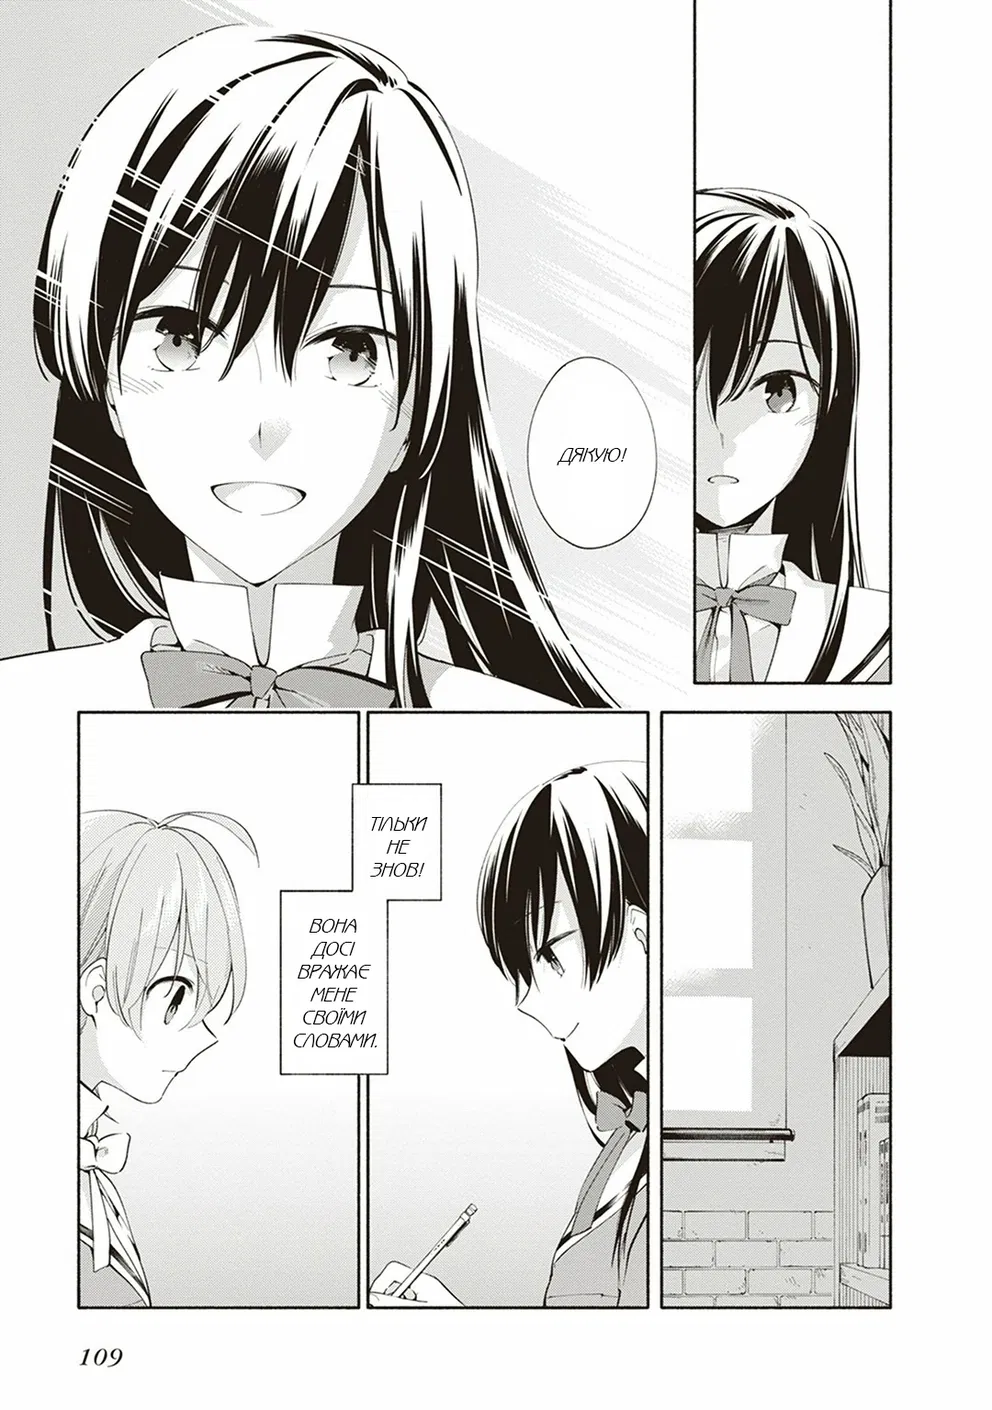 ДЯКУЮ!
ТІЛЬКИ
НЕ
ЗНОВ!
ВОНА
ДОСІ
ВРАЖАЄ
МЕНЕ
СВОЇМИ
СЛОВАМИ.
109